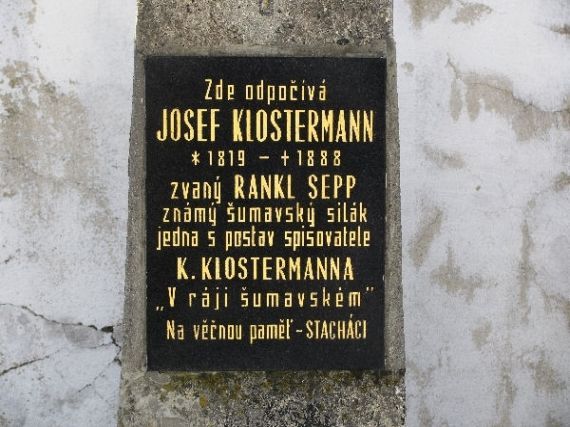 Zde odpočívá
JOSEF KLOSTERMANN
* 1819 – † 1888
zvaný RANKL SEPP
známý šumavský silák
jedna s postav spisovatele
K. KLOSTERMANNA
„V ráji šumavském"
Na věčnou paměť - STACHÁCI